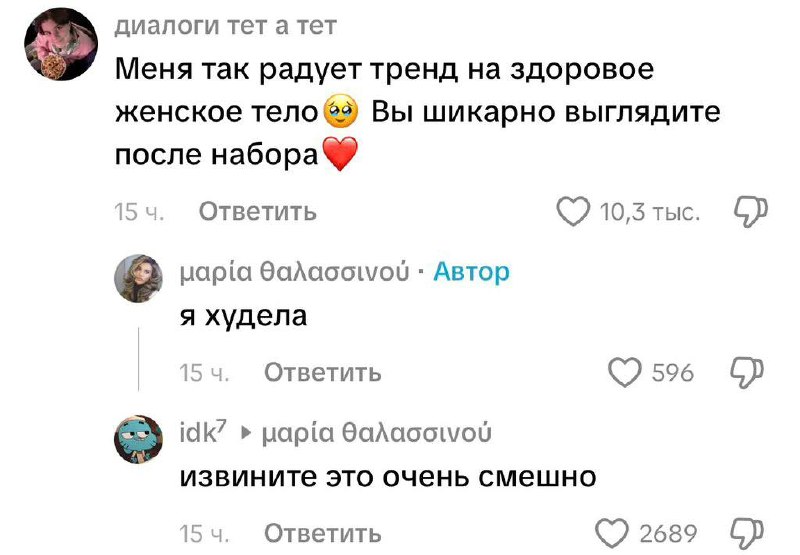 диалоги тет а тет
Меня так радует тренд на здоровое
женское тело🥹 Вы шикарно выглядите
после набора❤️
15 ч. Ответить 10,3 тыс.
μαρία θαλασσινού · Автор
я худела
15 ч. Ответить 596
idk⁷ ▸ μαρία θαλασσινού
извините это очень смешно
15 ч. Ответить 2689